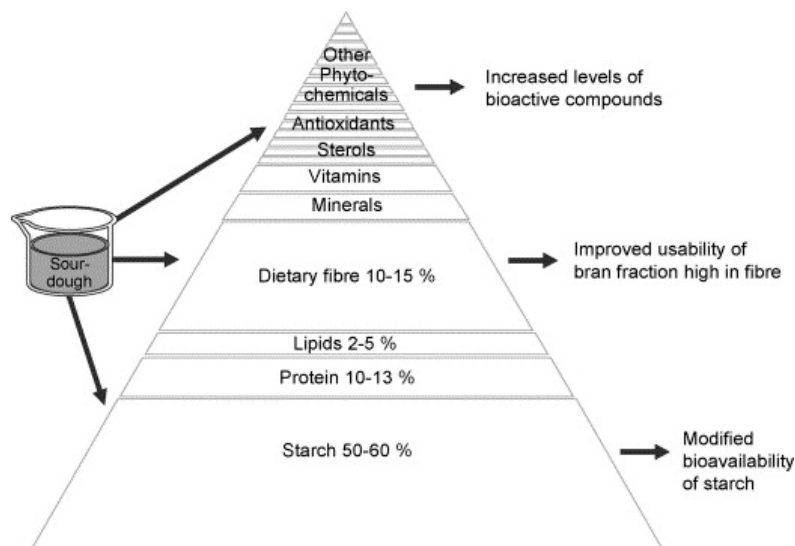 Other
Phyto-
chemicals
Antioxidants
Sterols
Vitamins
Minerals
Dietary fibre 10-15 %
Lipids 2-5 %
Protein 10-13 %
Starch 50-60 %
Sour-
dough
Increased levels of
bioactive compounds
Improved usability of
bran fraction high in fibre
Modified
bioavailability
of starch